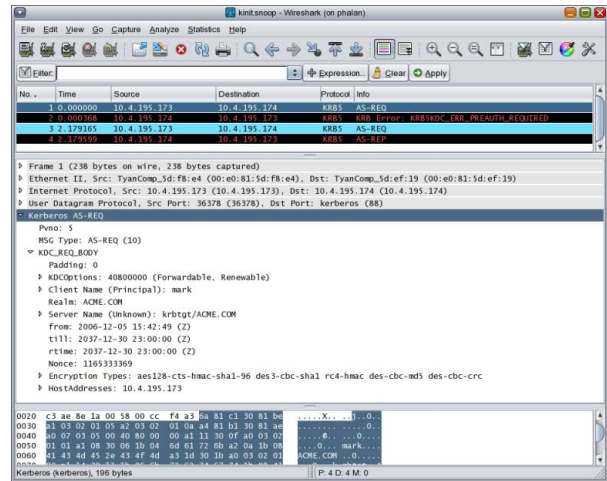 kinit.snoop - Wireshark (on phalan)
File Edit View Go Capture Analyze Statistics Help
Filter: Expression... Clear Apply
No. . Time Source Destination Protocol Info
1 0.000000 10.4.195.173 10.4.195.174 KRB5 AS-REQ
2 0.000368 10.4.195.174 10.4.195.173 KRB5 KRB Error: KRB5KDC_ERR_PREAUTH_REQUIRED
3 2.179165 10.4.195.173 10.4.195.174 KRB5 AS-REQ
4 2.179599 10.4.195.174 10.4.195.173 KRB5 AS-REP
Frame 1 (238 bytes on wire, 238 bytes captured)
Ethernet II, Src: TyanComp_5d:f8:e4 (00:e0:81:5d:f8:e4), Dst: TyanComp_5d:ef:19 (00:e0:81:5d:ef:19)
Internet Protocol, Src: 10.4.195.173 (10.4.195.173), Dst: 10.4.195.174 (10.4.195.174)
User Datagram Protocol, Src Port: 36378 (36378), Dst Port: kerberos (88)
Kerberos AS-REQ
Pvno: 5
MSG Type: AS-REQ (10)
KDC_REQ_BODY
Padding: 0
KDCOptions: 40800000 (Forwardable, Renewable)
Client Name (Principal): mark
Realm: ACME.COM
Server Name (Unknown): krbtgt/ACME.COM
from: 2006-12-05 15:42:49 (Z)
till: 2037-12-30 23:00:00 (Z)
rtime: 2037-12-30 23:00:00 (Z)
Nonce: 1165333369
Encryption Types: aes128-cts-hmac-sha1-96 des3-cbc-sha1 rc4-hmac des-cbc-md5 des-cbc-crc
HostAddresses: 10.4.195.173
0020 c3 ae 8e 1a 00 58 00 cc f4 a3 6a 81 c1 30 81 be .....X.. ..j..0..
0030 a1 03 02 01 05 a2 03 02 01 0a a4 81 b1 30 81 ae ........ .....0..
0040 a0 07 03 05 00 40 80 00 00 a1 11 30 0f a0 03 02 .....@.. ...0....
0050 01 01 a1 08 30 06 1b 04 6d 61 72 6b a2 0a 1b 08 ....0... mark....
0060 41 43 4d 45 2e 43 4f 4d a3 1d 30 1b a0 03 02 01 ACME.COM ..0.....
Kerberos (kerberos), 196 bytes P: 4 D: 4 M: 0